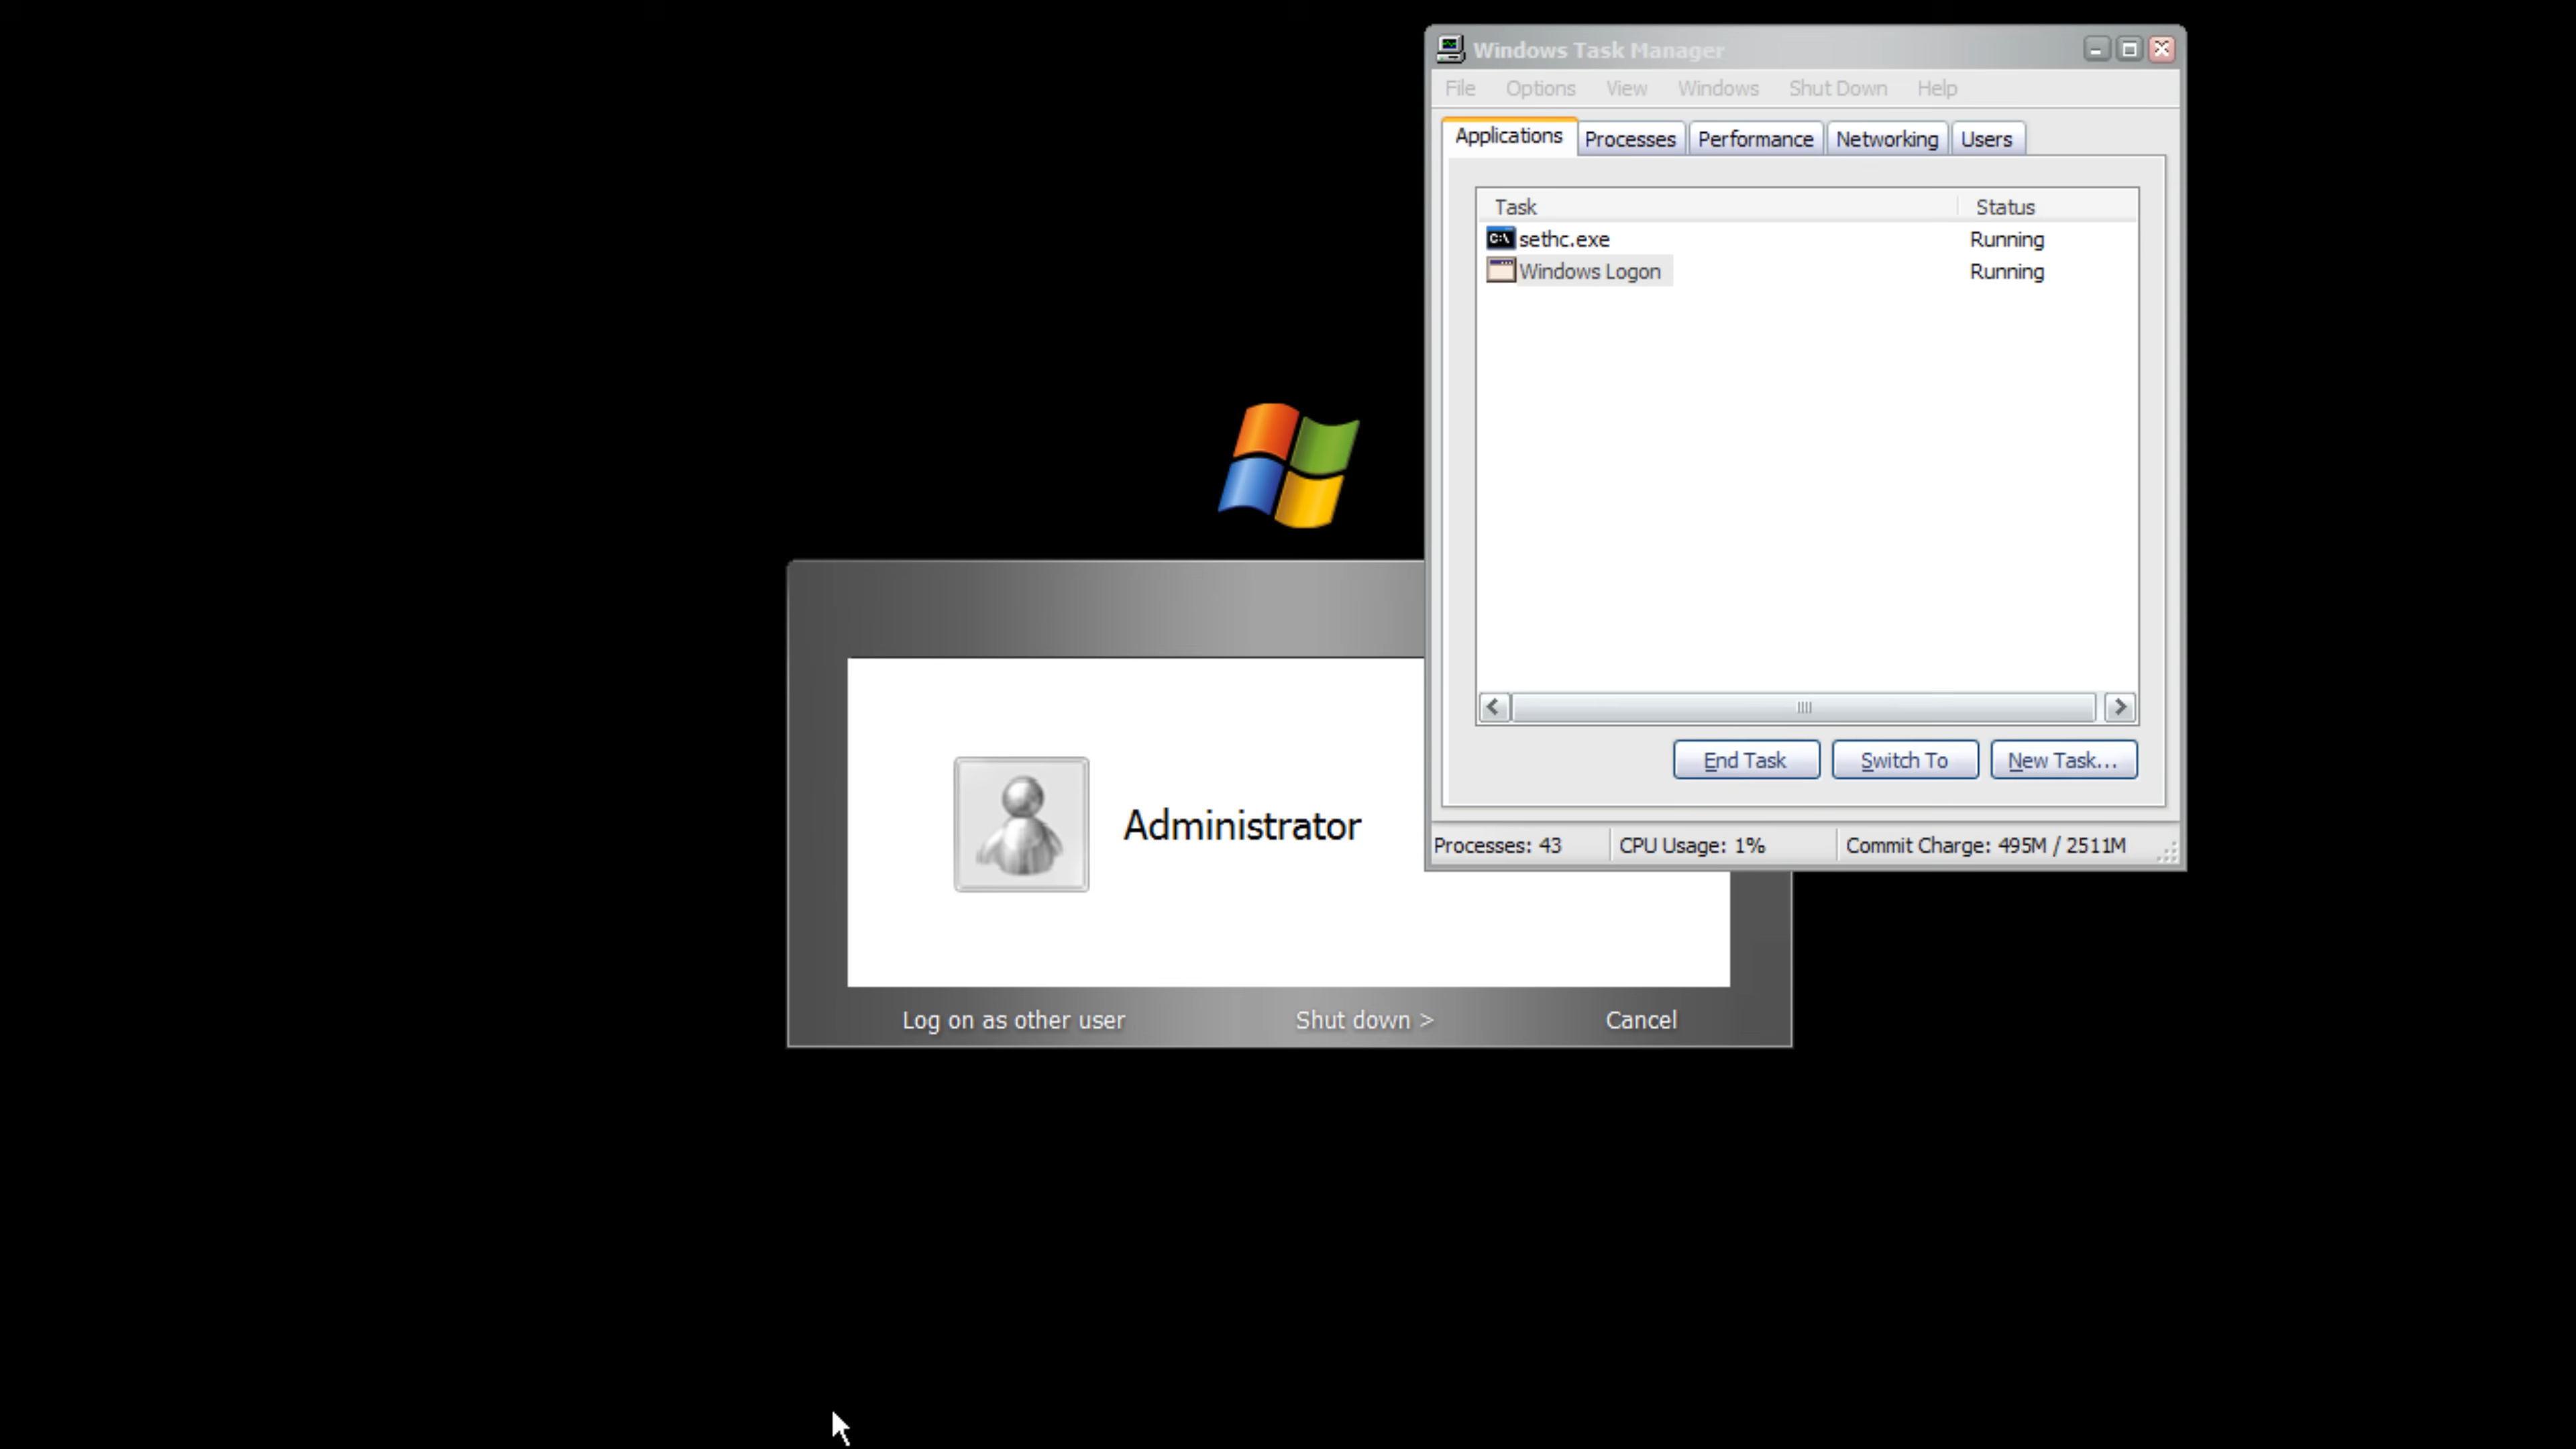 Windows Task Manager
File Options View Windows Shut Down Help
Applications Processes Performance Networking Users
Task Status
C:\ sethc.exe Running
Windows Logon Running
End Task Switch To New Task...
Processes: 43 CPU Usage: 1% Commit Charge: 495M / 2511M
Administrator
Log on as other user Shut down > Cancel